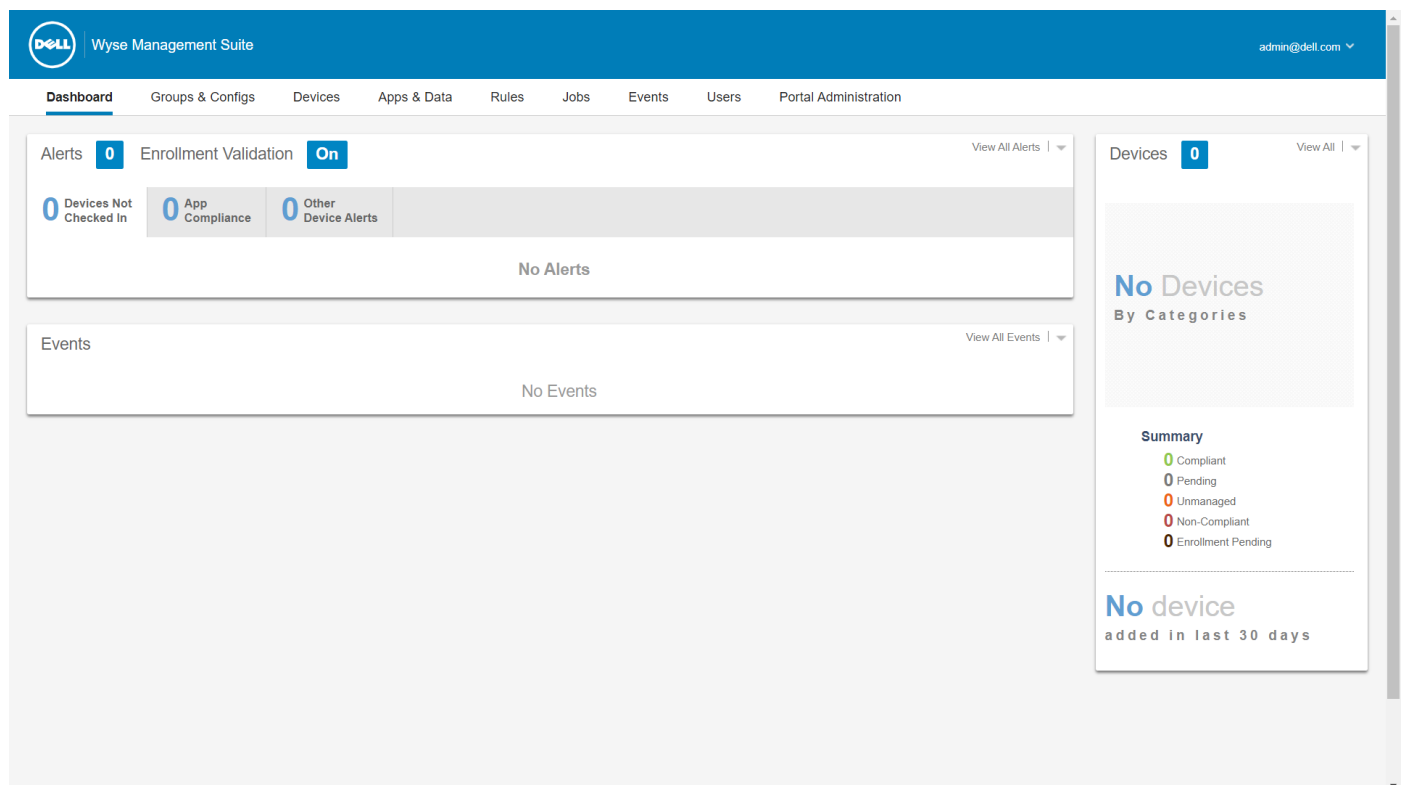 DELL
Wyse Management Suite
admin@dell.com
Dashboard Groups & Configs Devices Apps & Data Rules Jobs Events Users Portal Administration
Alerts 0 Enrollment Validation On
View All Alerts
0 Devices Not
Checked In
0 App
Compliance
0 Other
Device Alerts
No Alerts
Events
View All Events
No Events
Devices 0
View All
No Devices
By Categories
Summary
0 Compliant
0 Pending
0 Unmanaged
0 Non-Compliant
0 Enrollment Pending
No device
added in last 30 days